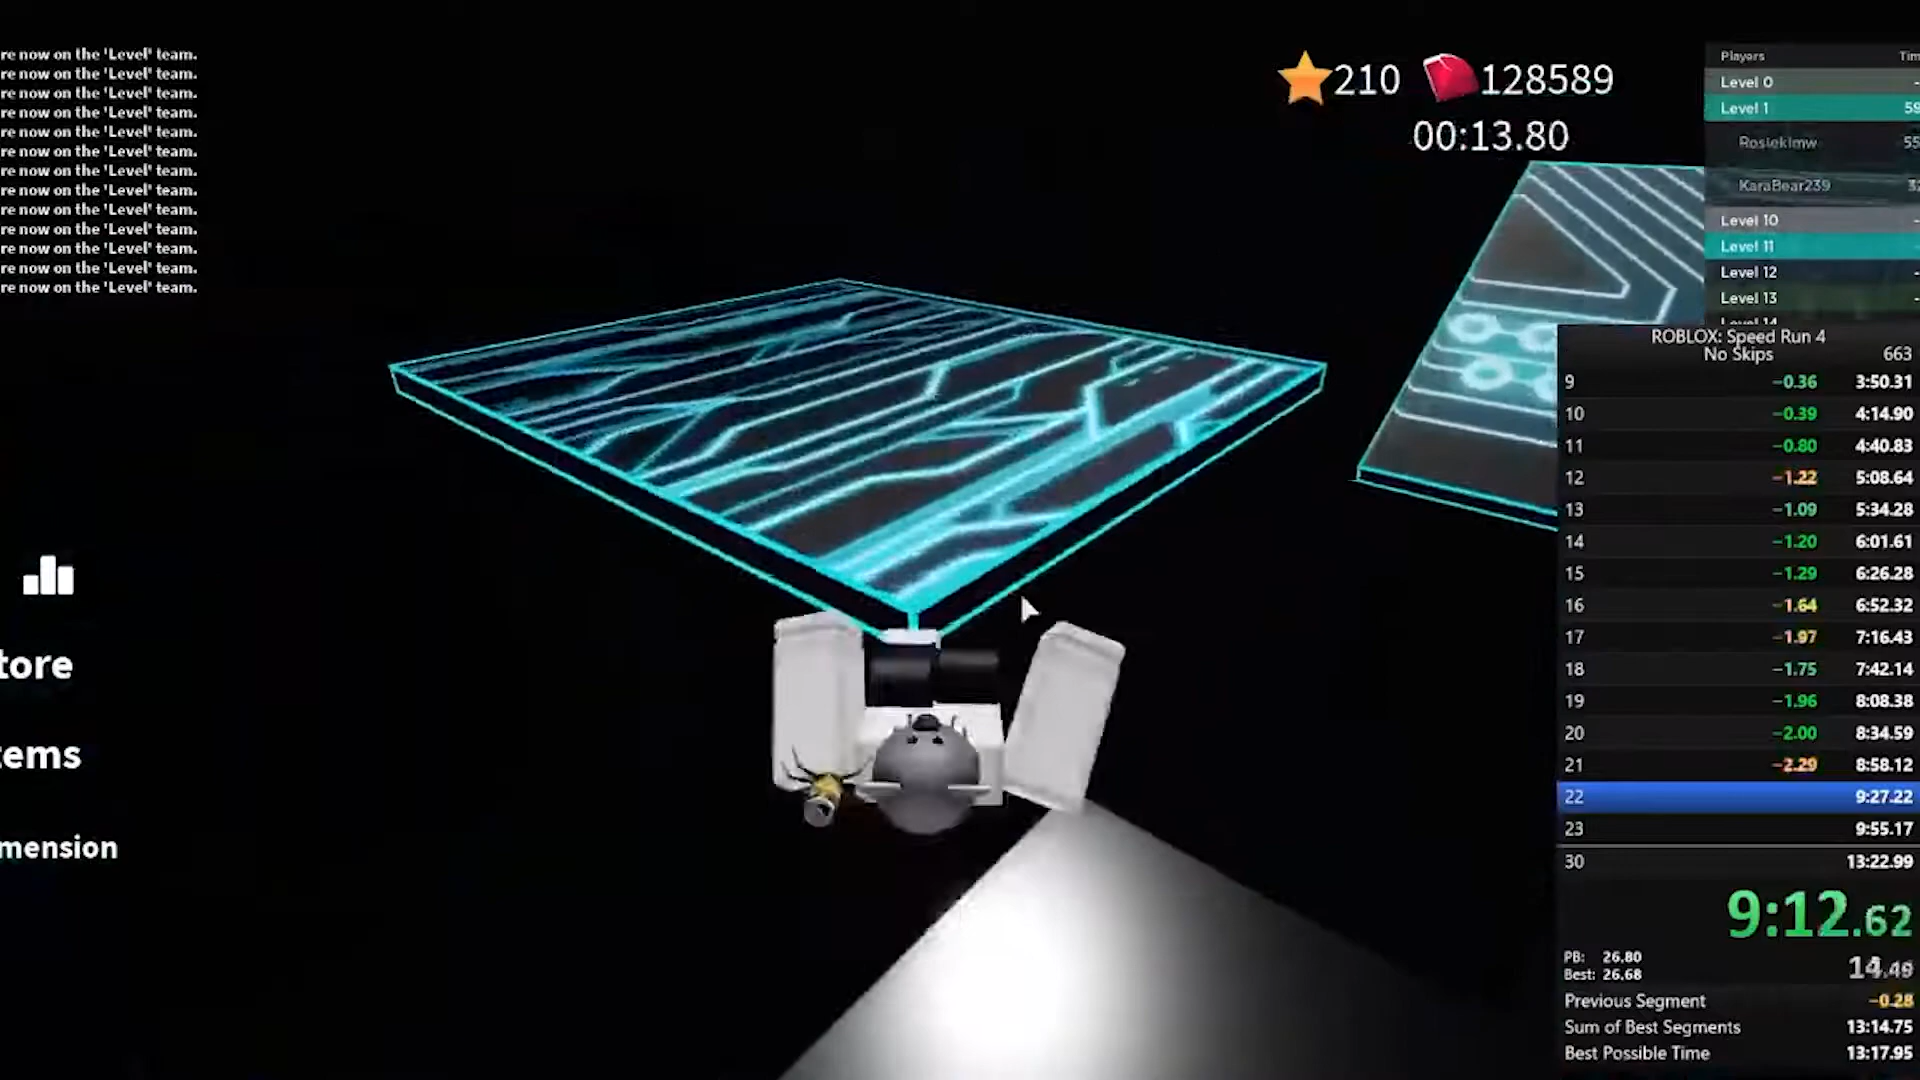 re now on the 'Level' team.
re now on the 'Level' team.
re now on the 'Level' team.
re now on the 'Level' team.
re now on the 'Level' team.
re now on the 'Level' team.
re now on the 'Level' team.
re now on the 'Level' team.
re now on the 'Level' team.
re now on the 'Level' team.
re now on the 'Level' team.
re now on the 'Level' team.
re now on the 'Level' team.
tore
tems
mension
210 128589
00:13.80
Players Tim
Level 0 -
Level 1 59
Rosiekimw 55
KaraBear239 32
Level 10 -
Level 11 -
Level 12 -
Level 13 -
Level 14
ROBLOX: Speed Run 4
No Skips 663
9 −0.36 3:50.31
10 −0.39 4:14.90
11 −0.80 4:40.83
12 −1.22 5:08.64
13 −1.09 5:34.28
14 −1.20 6:01.61
15 −1.29 6:26.28
16 −1.64 6:52.32
17 −1.97 7:16.43
18 −1.75 7:42.14
19 −1.96 8:08.38
20 −2.00 8:34.59
21 −2.29 8:58.12
22 9:27.22
23 9:55.17
30 13:22.99
9:12.62
PB: 26.80
Best: 26.68
14.49
Previous Segment −0.28
Sum of Best Segments 13:14.75
Best Possible Time 13:17.95